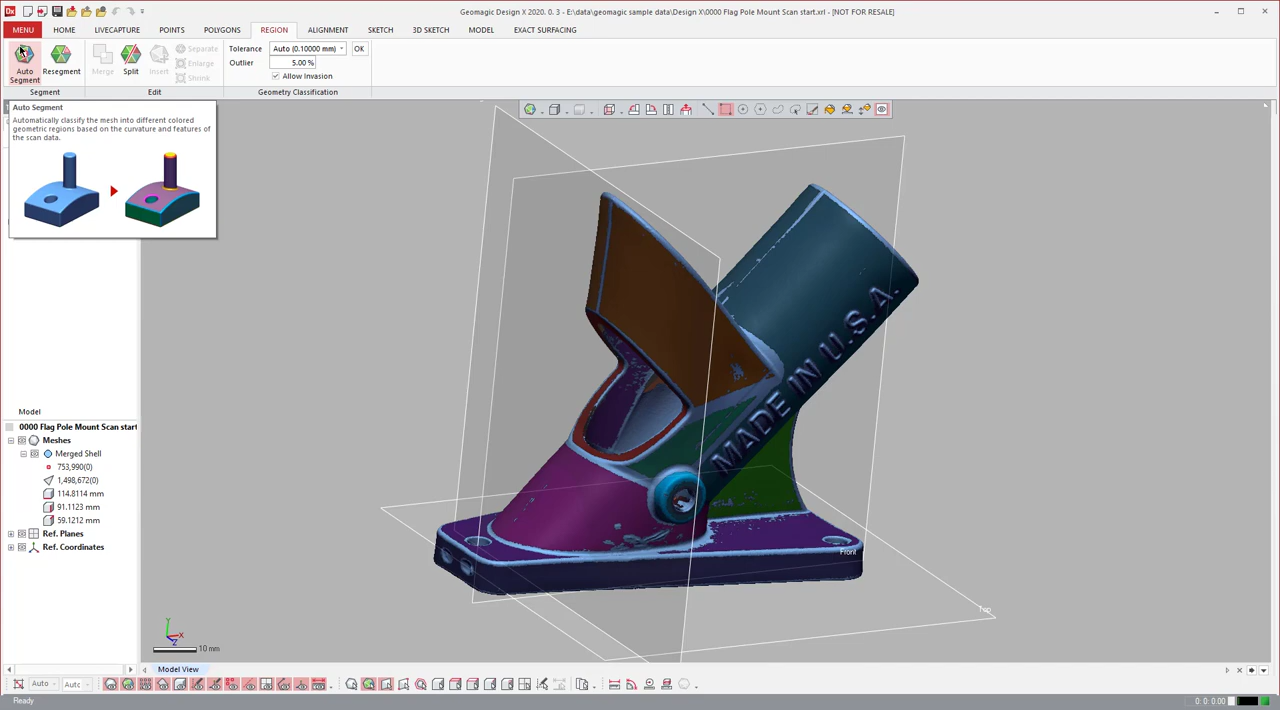 Geomagic Design X 2020. 0. 3 - E:\data\geomagic sample data\Design X\0000 Flag Pole Mount Scan start.xrl - [NOT FOR RESALE]
MENU HOME LIVECAPTURE POINTS POLYGONS REGION ALIGNMENT SKETCH 3D SKETCH MODEL EXACT SURFACING
Auto Segment
Resegment
Merge
Split
Insert
Separate
Enlarge
Shrink
Tolerance Auto (0.10000 mm) OK
Outlier 5.00 %
Allow Invasion
Segment Edit Geometry Classification
Auto Segment
Automatically classify the mesh into different colored
geometric regions based on the curvature and features of
the scan data.
MADE IN U.S.A.
Front
Top
Model
0000 Flag Pole Mount Scan start
Meshes
Merged Shell
753,990(0)
1,498,672(0)
114.8114 mm
91.1123 mm
59.1212 mm
Ref. Planes
Ref. Coordinates
Y
X
Z
10 mm
Model View
Auto Auto
Ready 0: 0: 0.00